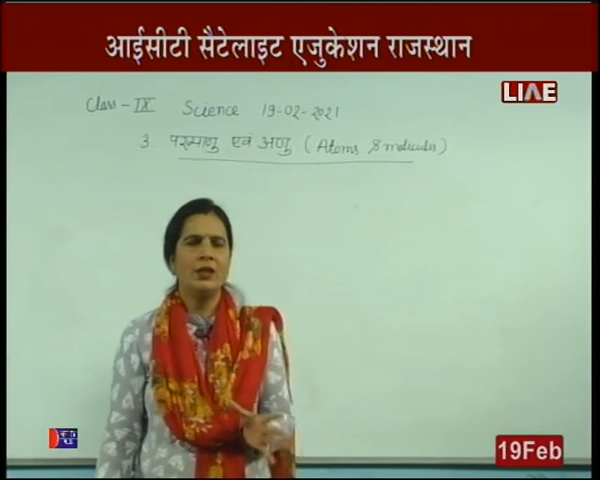 आईसीटी सैटेलाइट एजुकेशन राजस्थान
LIVE
Class - IX Science 19-02-2021
3. परमाणु एवं अणु ( Atoms & molecules )
19Feb